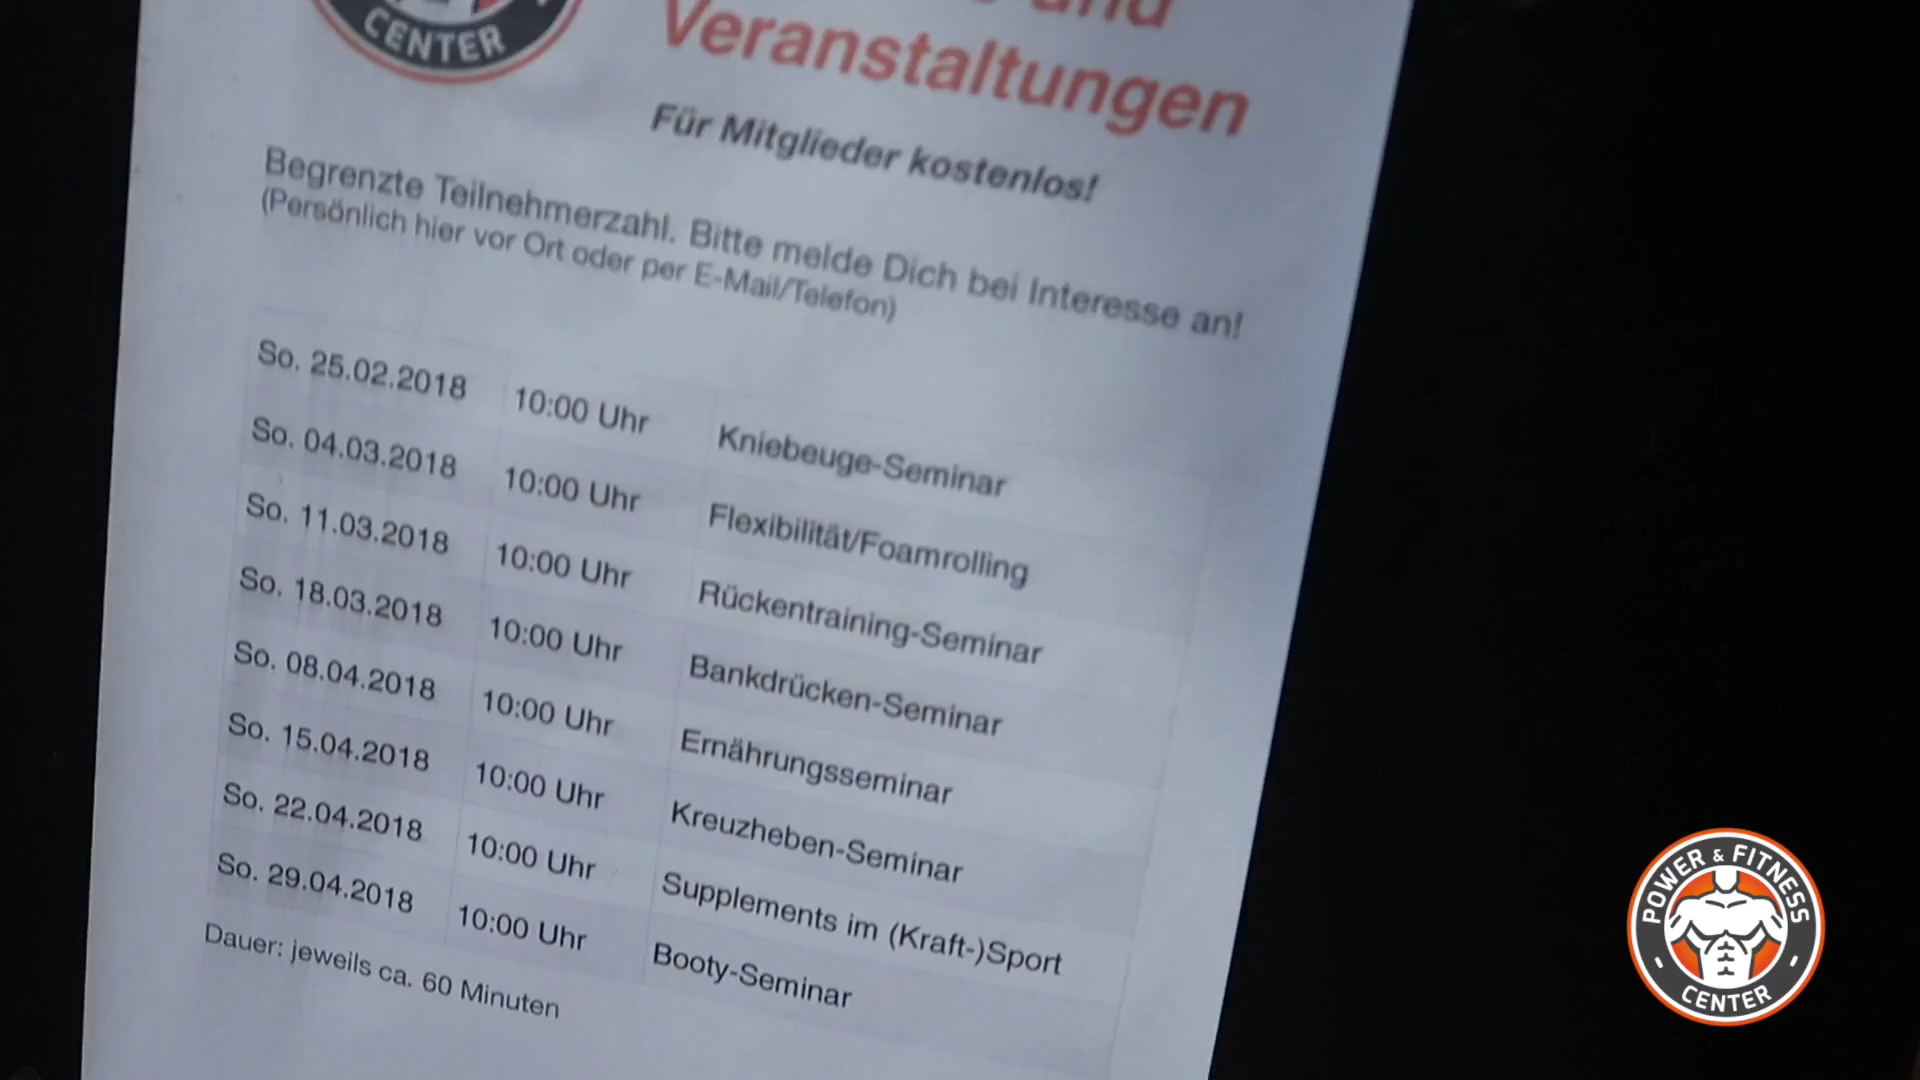 CENTER
und
Veranstaltungen
Für Mitglieder kostenlos!
Begrenzte Teilnehmerzahl. Bitte melde Dich bei Interesse an!
(Persönlich hier vor Ort oder per E-Mail/Telefon)
So. 25.02.2018 10:00 Uhr Kniebeuge-Seminar
So. 04.03.2018 10:00 Uhr Flexibilität/Foamrolling
So. 11.03.2018 10:00 Uhr Rückentraining-Seminar
So. 18.03.2018 10:00 Uhr Bankdrücken-Seminar
So. 08.04.2018 10:00 Uhr Ernährungsseminar
So. 15.04.2018 10:00 Uhr Kreuzheben-Seminar
So. 22.04.2018 10:00 Uhr Supplements im (Kraft-)Sport
So. 29.04.2018 10:00 Uhr Booty-Seminar
Dauer: jeweils ca. 60 Minuten
POWER & FITNESS
CENTER